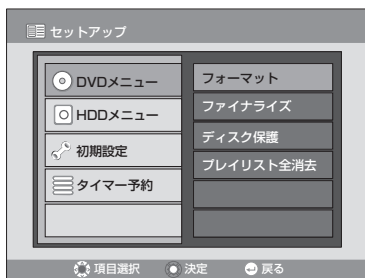 セットアップ
DVDメニュー
HDDメニュー
初期設定
タイマー予約
フォーマット
ファイナライズ
ディスク保護
プレイリスト全消去
項目選択 決定 戻る